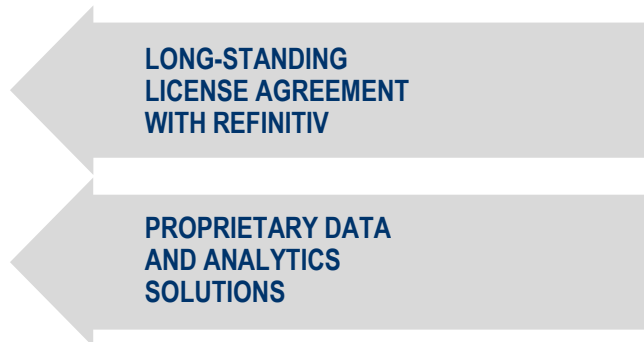 LONG-STANDING
LICENSE AGREEMENT
WITH REFINITIV
PROPRIETARY DATA
AND ANALYTICS
SOLUTIONS